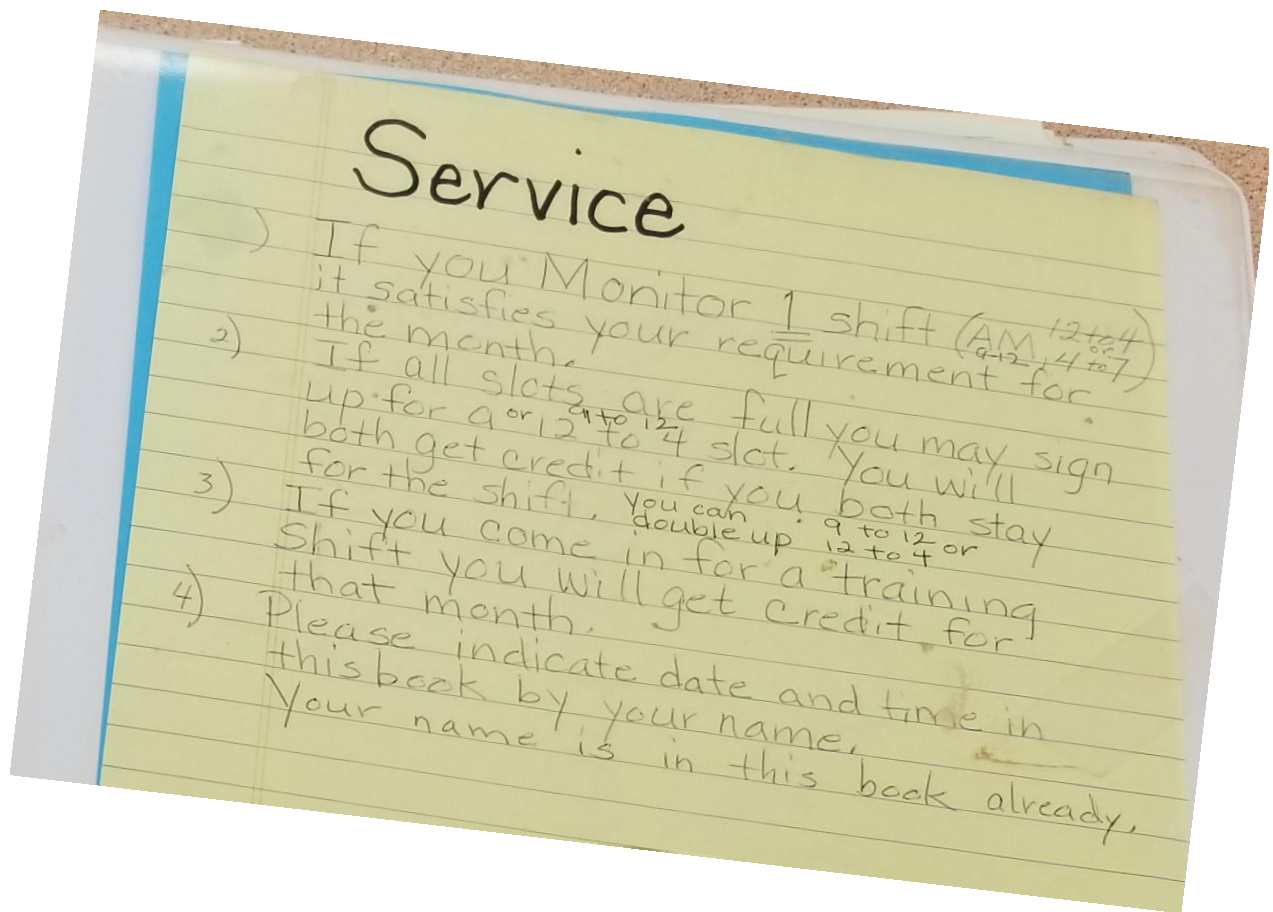 Service
) If you Monitor 1 shift (AM 12 to 4
9-12, or 4 to 7)
it satisfies your requirement for
the month.
2) If all slots are full you may sign
9 to 12
up for a or 12 to 4 slot. You will
both get credit if you both stay
for the shift. You can double up 9 to 12 or 12 to 4
3) If you come in for a training
Shift you will get credit for
that month.
4) Please indicate date and time in
this book by your name.
Your name is in this book already.